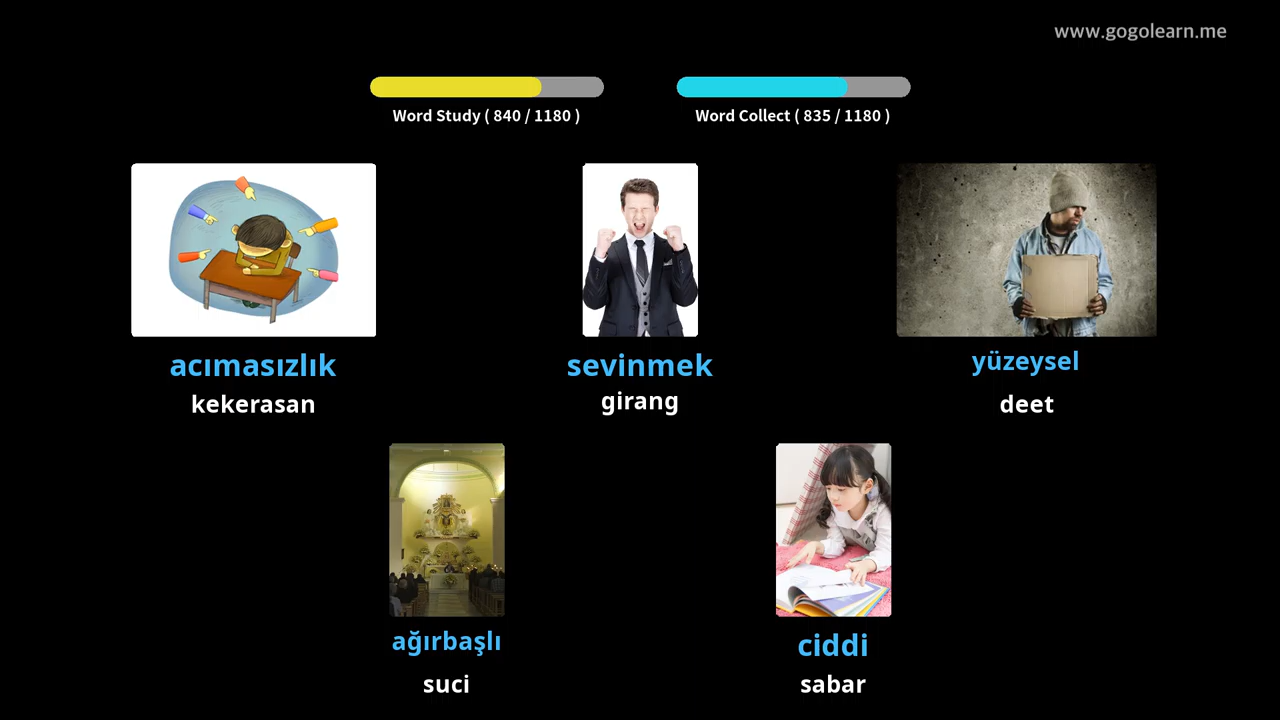 www.gogolearn.me
Word Study ( 840 / 1180 )
Word Collect ( 835 / 1180 )
acımasızlık
kekerasan
sevinmek
girang
yüzeysel
deet
ağırbaşlı
suci
ciddi
sabar